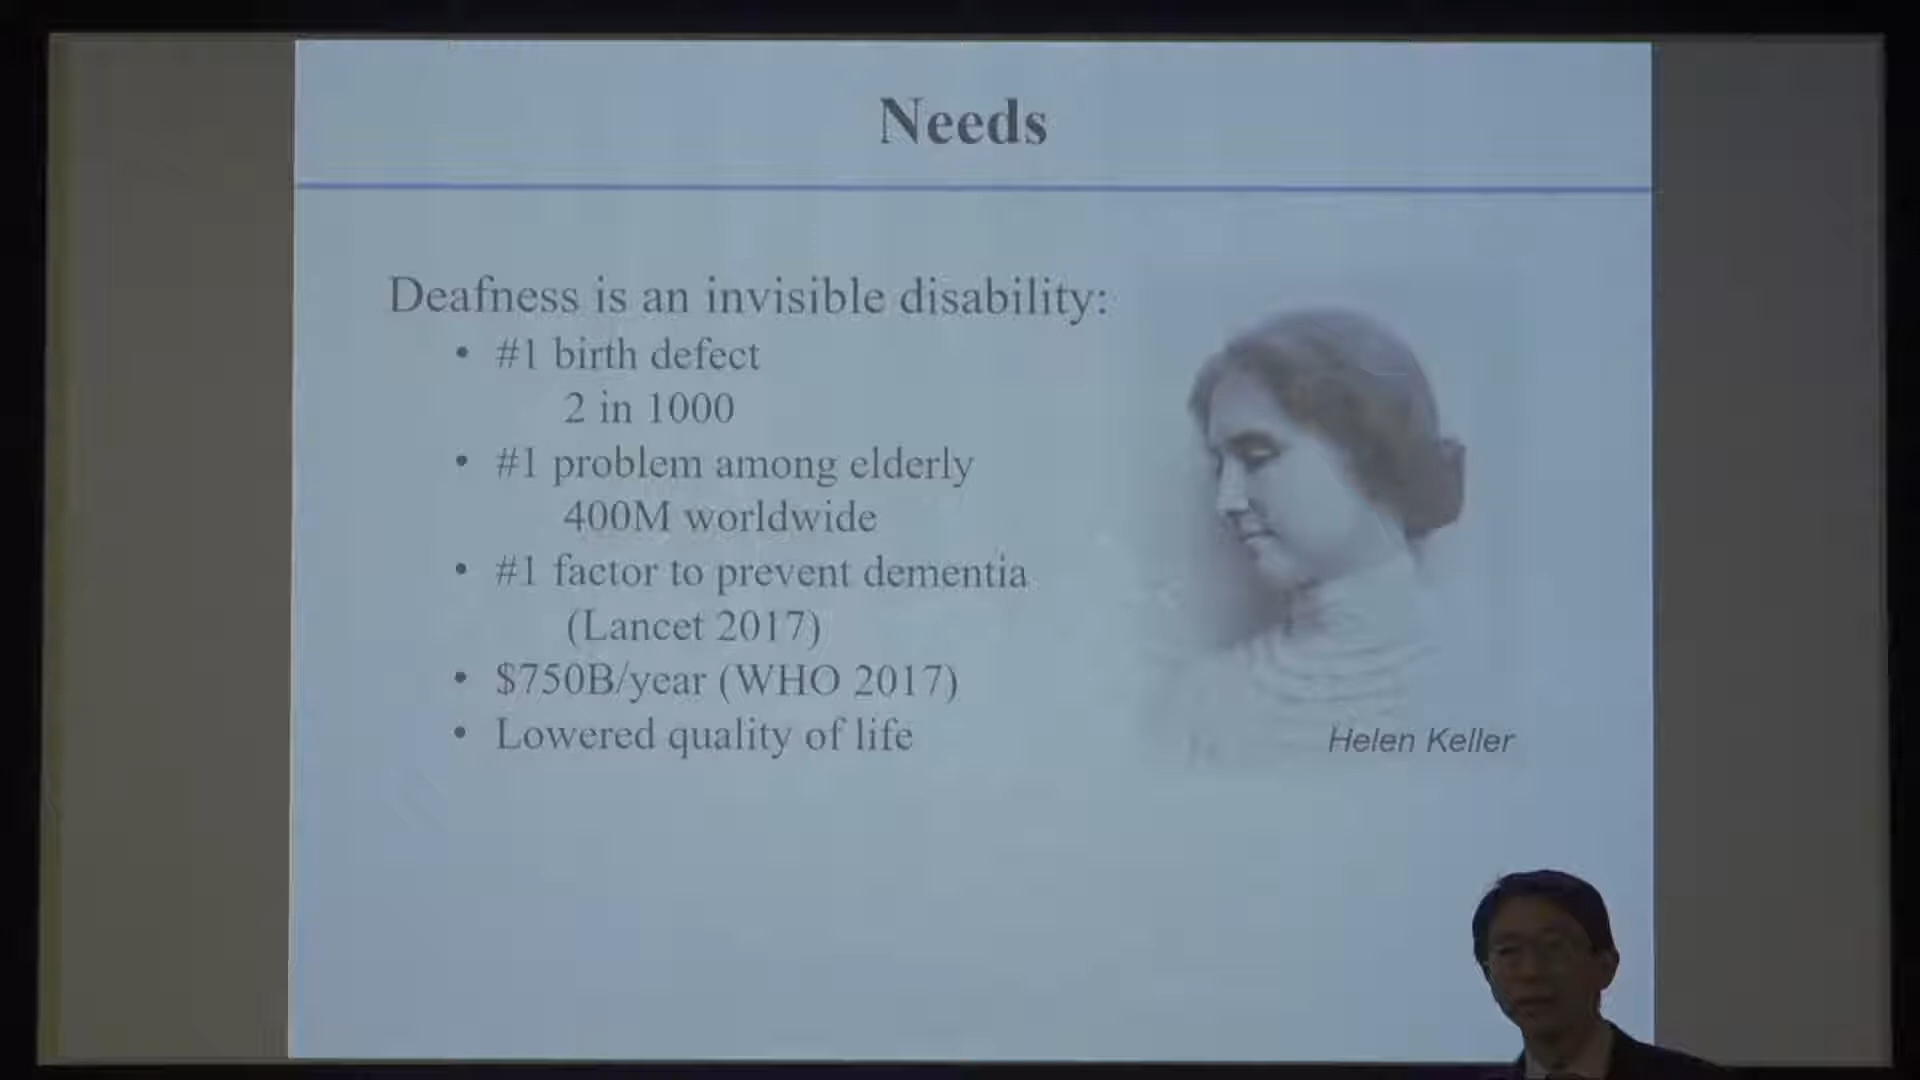 Needs
Deafness is an invisible disability:
• #1 birth defect
2 in 1000
• #1 problem among elderly
400M worldwide
• #1 factor to prevent dementia
(Lancet 2017)
• $750B/year (WHO 2017)
• Lowered quality of life
Helen Keller